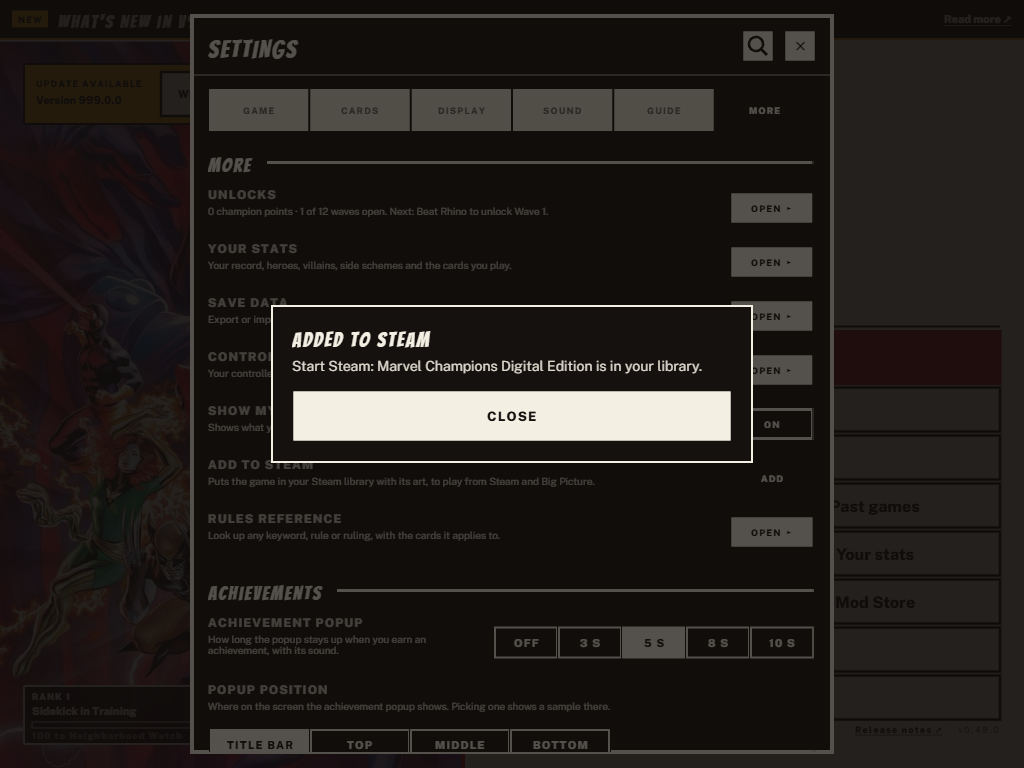 NEW
WHAT'S NEW IN
Read more ↗
UPDATE AVAILABLE
Version 999.0.0
SETTINGS
×
GAME
CARDS
DISPLAY
SOUND
GUIDE
MORE
MORE
UNLOCKS
0 champion points · 1 of 12 waves open. Next: Beat Rhino to unlock Wave 1.
OPEN
YOUR STATS
Your record, heroes, villains, side schemes and the cards you play.
OPEN
SAVE DATA
Export or
OPEN
Your
OPEN
ADDED TO STEAM
Start Steam: Marvel Champions Digital Edition is in your library.
CLOSE
SHOW
Shows what
ON
ADD TO STEAM
Puts the game in your Steam library with its art, to play from Steam and Big Picture.
ADD
RULES REFERENCE
Look up any keyword, rule or ruling, with the cards it applies to.
OPEN
Past games
Your stats
Mod Store
ACHIEVEMENTS
ACHIEVEMENT POPUP
How long the popup stays up when you earn an
achievement, with its sound.
OFF
3 S
5 S
8 S
10 S
POPUP POSITION
Where on the screen the achievement popup shows. Picking one shows a sample there.
TITLE BAR
TOP
MIDDLE
BOTTOM
RANK 1
Sidekick in Training
100 to Neighborhood Watch
Release notes ↗